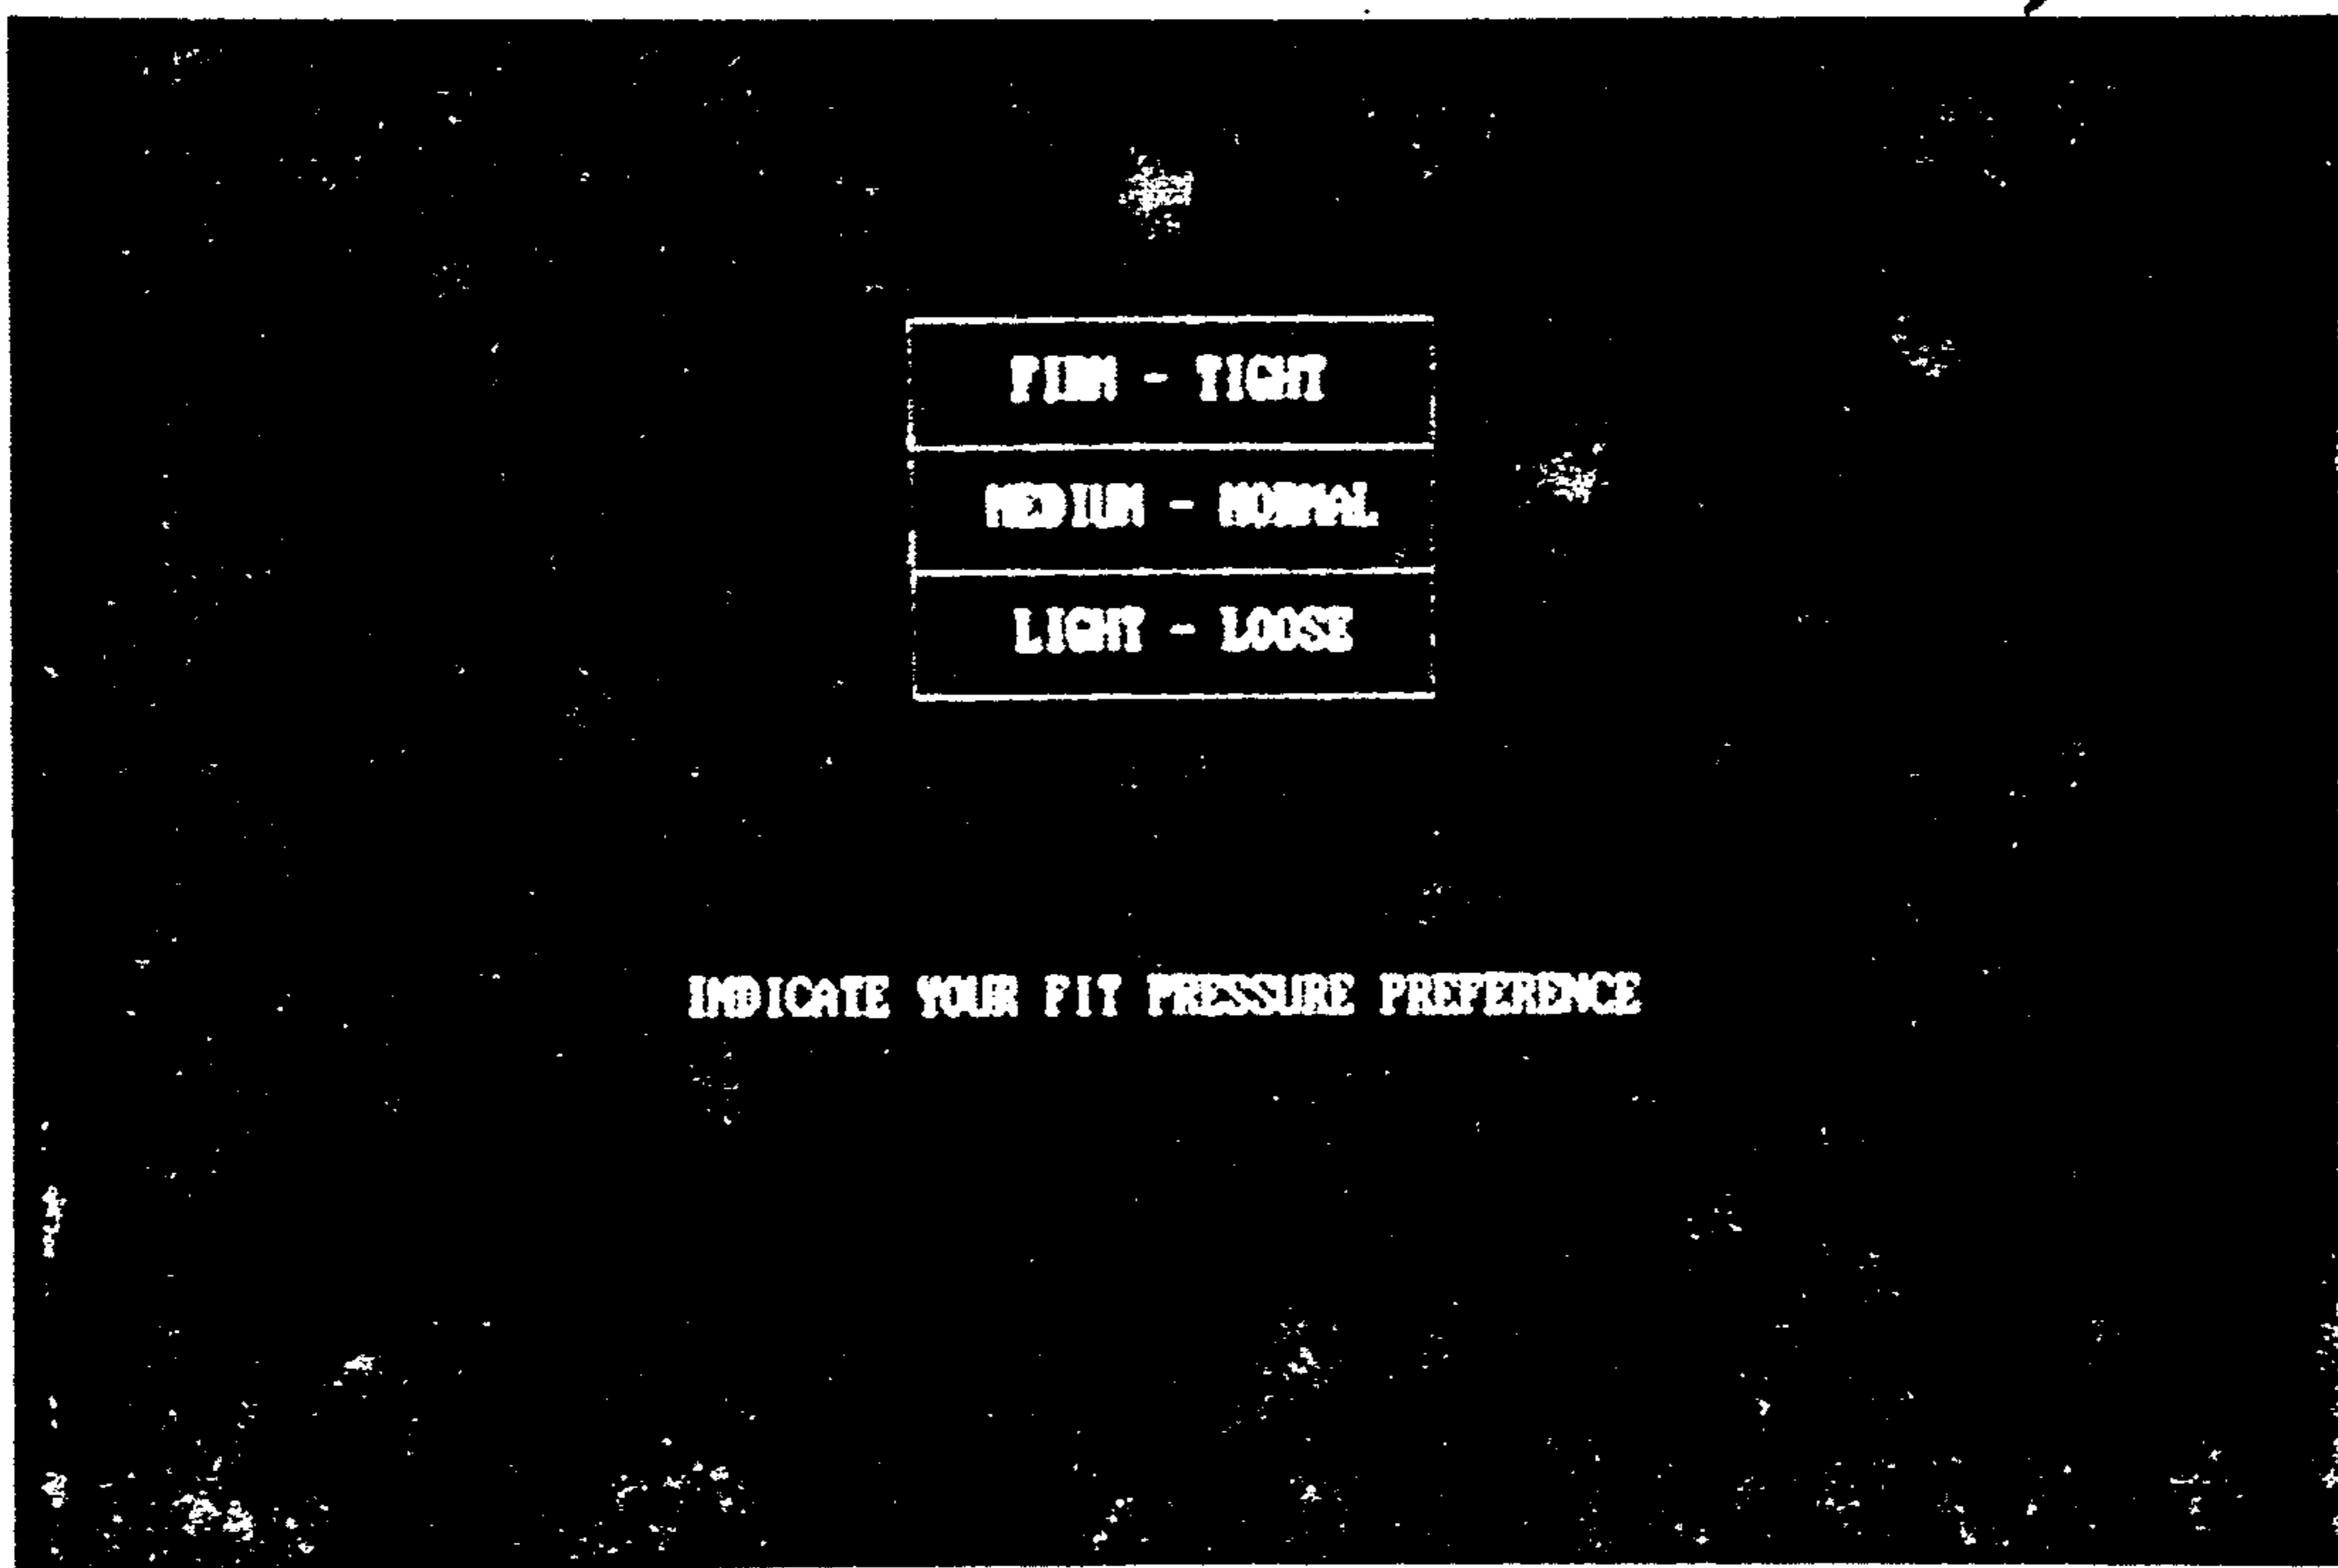 FIRM - TIGHT
MEDIUM - NORMAL
LIGHT - LOOSE
INDICATE YOUR FIT PRESSURE PREFERENCE